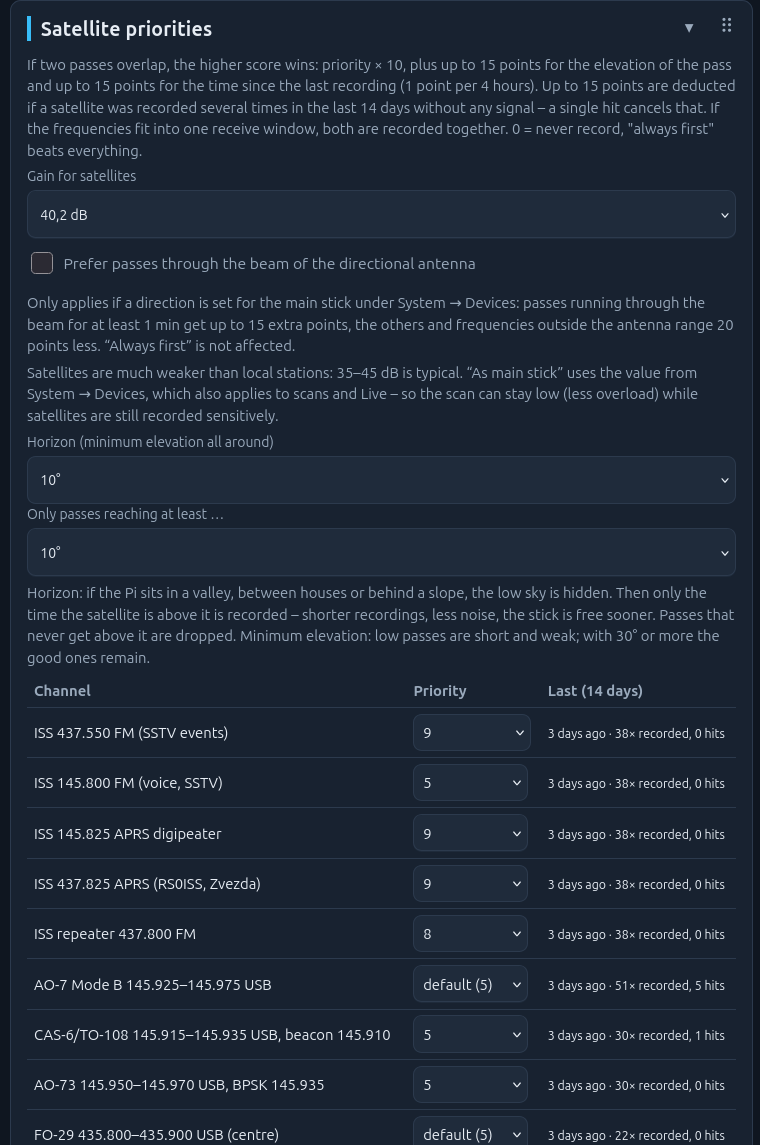 Satellite priorities
If two passes overlap, the higher score wins: priority × 10, plus up to 15 points for the elevation of the pass
and up to 15 points for the time since the last recording (1 point per 4 hours). Up to 15 points are deducted
if a satellite was recorded several times in the last 14 days without any signal – a single hit cancels that. If
the frequencies fit into one receive window, both are recorded together. 0 = never record, "always first"
beats everything.
Gain for satellites
40,2 dB
Prefer passes through the beam of the directional antenna
Only applies if a direction is set for the main stick under System → Devices: passes running through the
beam for at least 1 min get up to 15 extra points, the others and frequencies outside the antenna range 20
points less. “Always first” is not affected.
Satellites are much weaker than local stations: 35–45 dB is typical. “As main stick” uses the value from
System → Devices, which also applies to scans and Live – so the scan can stay low (less overload) while
satellites are still recorded sensitively.
Horizon (minimum elevation all around)
10°
Only passes reaching at least …
10°
Horizon: if the Pi sits in a valley, between houses or behind a slope, the low sky is hidden. Then only the
time the satellite is above it is recorded – shorter recordings, less noise, the stick is free sooner. Passes that
never get above it are dropped. Minimum elevation: low passes are short and weak; with 30° or more the
good ones remain.
Channel Priority Last (14 days)
ISS 437.550 FM (SSTV events) 9 3 days ago · 38× recorded, 0 hits
ISS 145.800 FM (voice, SSTV) 5 3 days ago · 38× recorded, 0 hits
ISS 145.825 APRS digipeater 9 3 days ago · 38× recorded, 0 hits
ISS 437.825 APRS (RS0ISS, Zvezda) 9 3 days ago · 38× recorded, 0 hits
ISS repeater 437.800 FM 8 3 days ago · 38× recorded, 0 hits
AO-7 Mode B 145.925–145.975 USB default (5) 3 days ago · 51× recorded, 5 hits
CAS-6/TO-108 145.915–145.935 USB, beacon 145.910 5 3 days ago · 30× recorded, 1 hits
AO-73 145.950–145.970 USB, BPSK 145.935 5 3 days ago · 30× recorded, 0 hits
FO-29 435.800–435.900 USB (centre) default (5) 3 days ago · 22× recorded, 0 hits